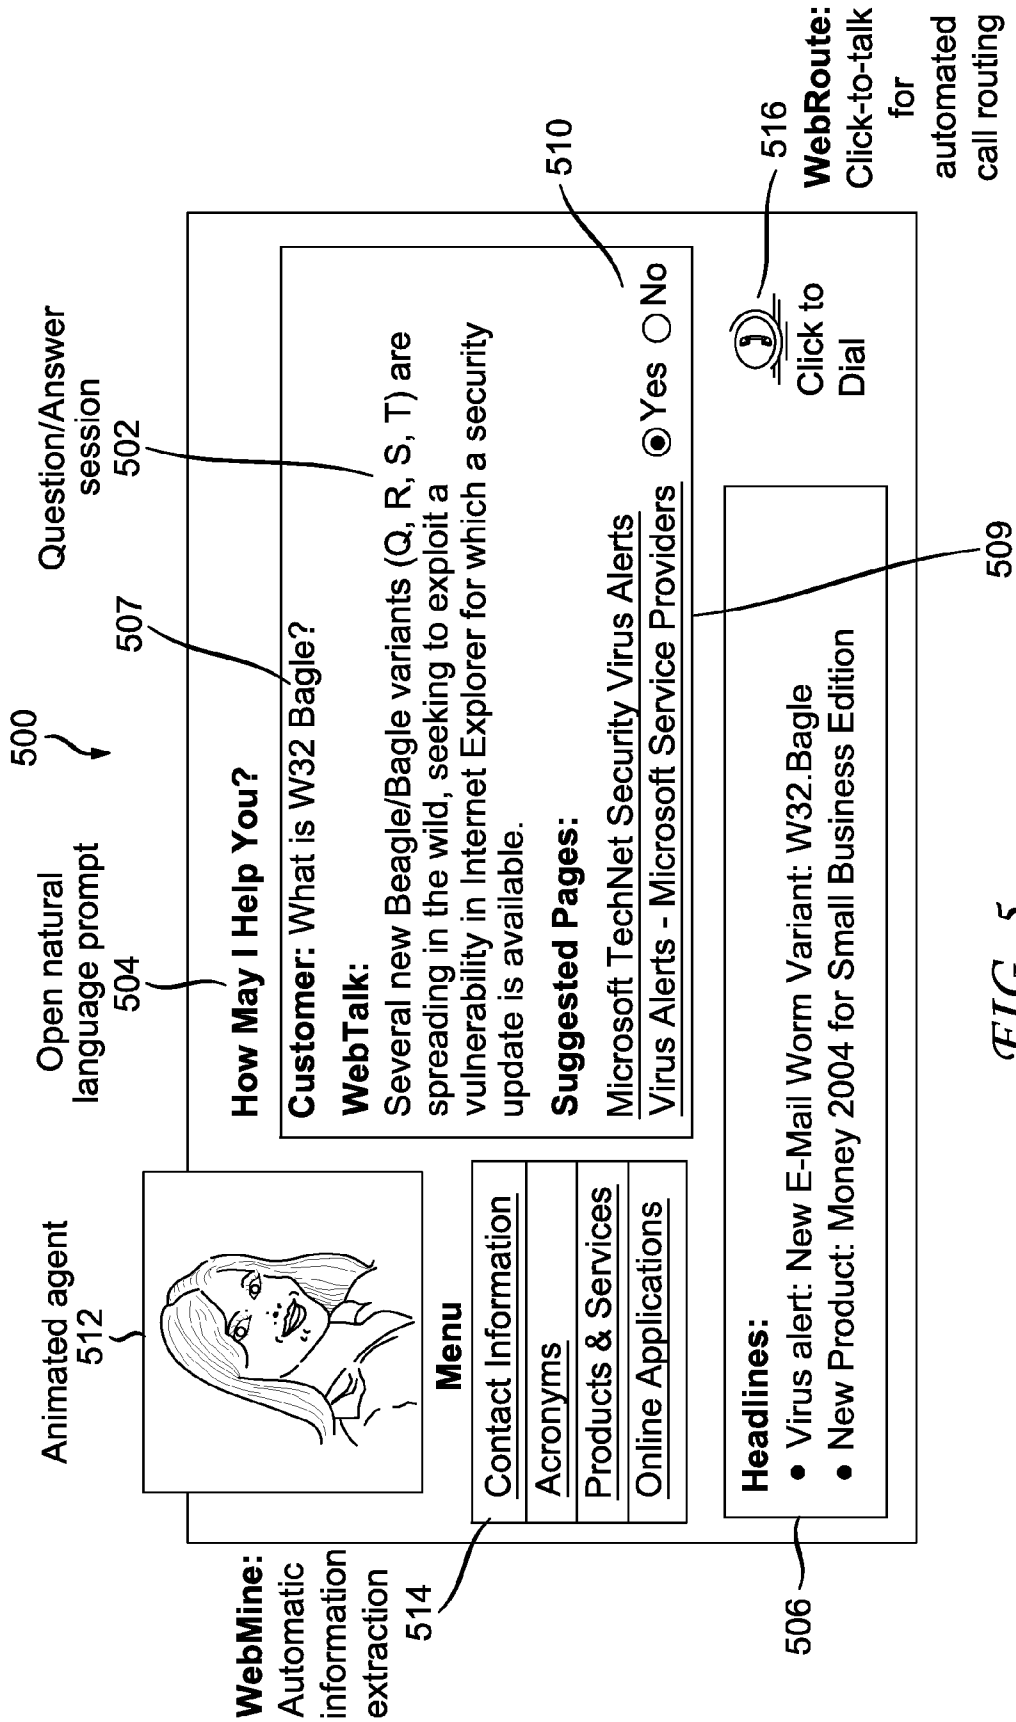 500
Animated agent
512
Open natural
language prompt
504
507
Question/Answer
session
502
WebMine:
Automatic
information
extraction
514
How May I Help You?
Customer: What is W32 Bagle?
WebTalk:
Several new Beagle/Bagle variants (Q, R, S, T) are
spreading in the wild, seeking to exploit a
vulnerability in Internet Explorer for which a security
update is available.
Suggested Pages:
Microsoft TechNet Security Virus Alerts
Virus Alerts - Microsoft Service Providers
Yes No
510
Menu
Contact Information
Acronyms
Products & Services
Online Applications
Headlines:
• Virus alert: New E-Mail Worm Variant: W32.Bagle
• New Product: Money 2004 for Small Business Edition
506
509
Click to
Dial
516
WebRoute:
Click-to-talk
for
automated
call routing
FIG. 5